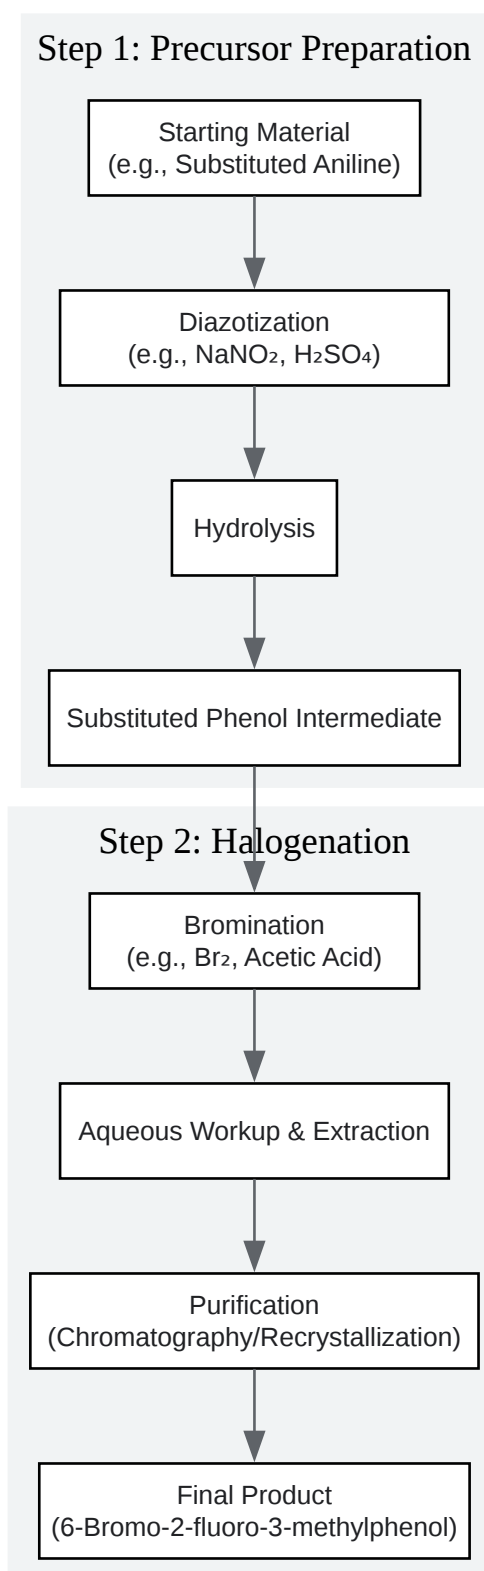 Step 1: Precursor Preparation
Starting Material
(e.g., Substituted Aniline)
Diazotization
(e.g., NaNO₂, H₂SO₄)
Hydrolysis
Substituted Phenol Intermediate
Step 2: Halogenation
Bromination
(e.g., Br₂, Acetic Acid)
Aqueous Workup & Extraction
Purification
(Chromatography/Recrystallization)
Final Product
(6-Bromo-2-fluoro-3-methylphenol)